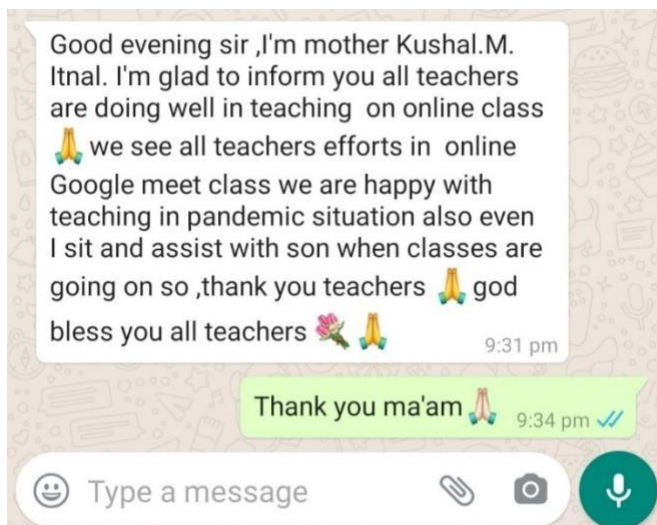 Good evening sir ,I'm mother Kushal.M.
Itnal. I'm glad to inform you all teachers
are doing well in teaching on online class
🙏 we see all teachers efforts in online
Google meet class we are happy with
teaching in pandemic situation also even
I sit and assist with son when classes are
going on so ,thank you teachers 🙏 god
bless you all teachers 💐 🙏
9:31 pm
Thank you ma'am 🙏🏻
9:34 pm
Type a message